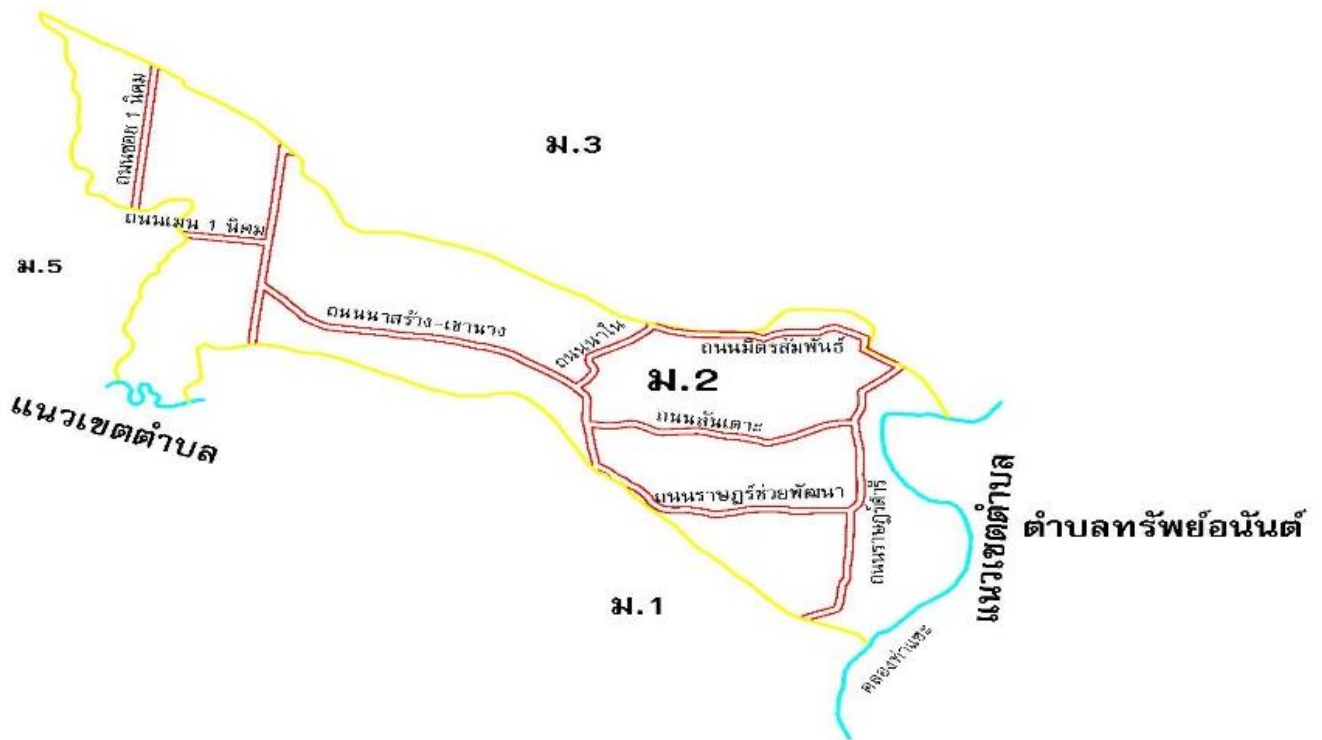 ม.3
ถนนซอย 1 นิคม
ถนนเมน 1 นิคม
ม.5
ถนนนาสร้าง-เขานาง
ถนนนาใน
ถนนมิตรสัมพันธ์
ม.2
แนวเขตตำบล
ถนนสันเตาะ
ถนนราษฎร์ช่วยพัฒนา
ถนนราษฎร์ดำริ
แนวเขตตำบล
ตำบลทรัพย์อนันต์
ม.1
คลองท่าแซะ